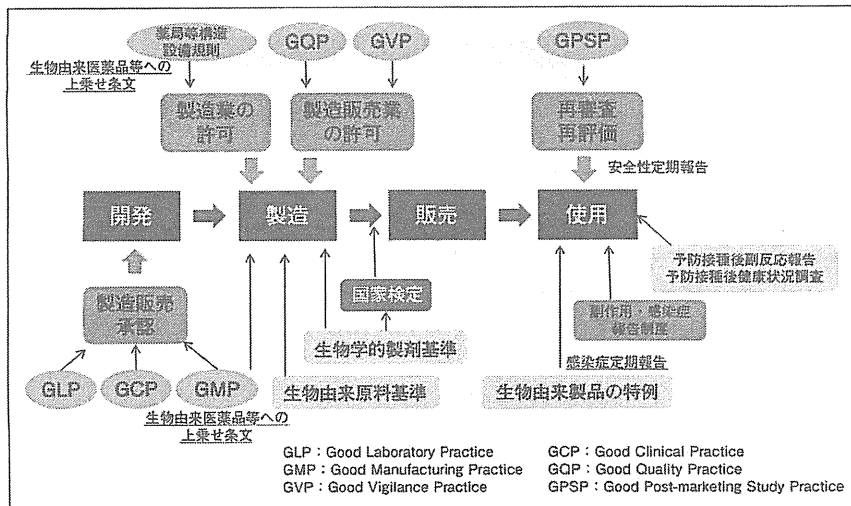 薬局等構造
設備規則
GQP
GVP
GPSP
生物由来医薬品等への
上乗せ条文
製造業の
許可
製造販売業
の許可
再審査
再評価
安全性定期報告
開発
製造
販売
使用
予防接種後副反応報告
予防接種後健康状況調査
製造販売
承認
国家検定
副作用・感染症
報告制度
生物学的製剤基準
感染症定期報告
GLP
GCP
GMP
生物由来原料基準
生物由来製品の特例
生物由来医薬品等への
上乗せ条文
GLP：Good Laboratory Practice
GCP：Good Clinical Practice
GMP：Good Manufacturing Practice
GQP：Good Quality Practice
GVP：Good Vigilance Practice
GPSP：Good Post-marketing Study Practice